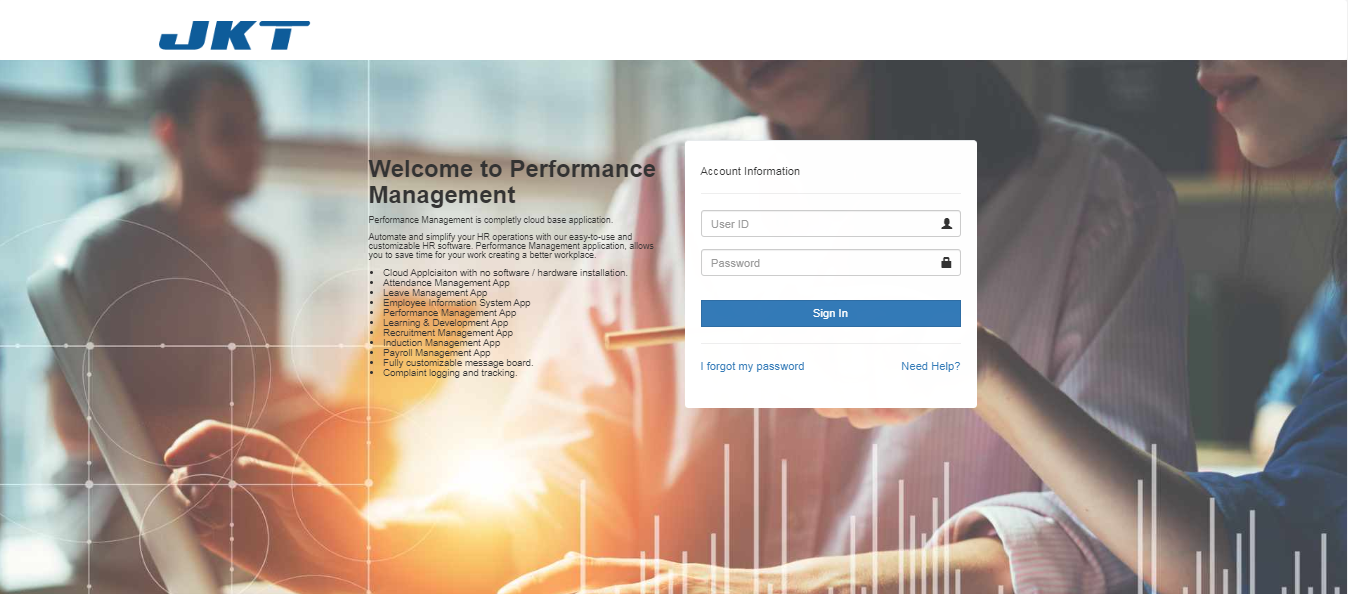 JKT
Welcome to Performance
Management
Performance Management is completly cloud base application.
Automate and simplify your HR operations with our easy-to-use and
customizable HR software. Performance Management application, allows
you to save time for your work creating a better workplace.
• Cloud Applciaiton with no software / hardware installation.
• Attendance Management App
• Leave Management App
• Employee Information System App
• Performance Management App
• Learning & Development App
• Recruitment Management App
• Induction Management App
• Payroll Management App
• Fully customizable message board.
• Complaint logging and tracking.
Account Information
User ID
Password
Sign In
I forgot my password
Need Help?